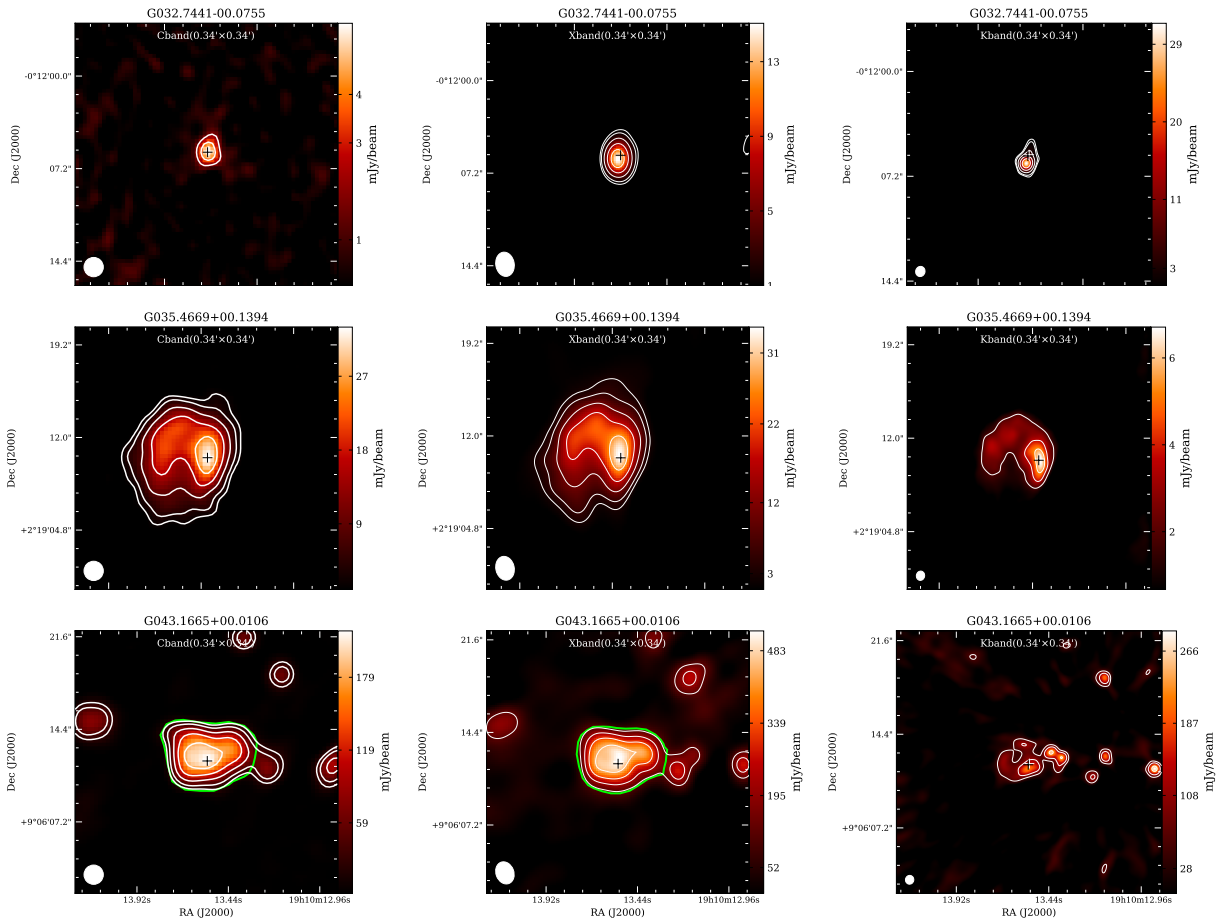 G032.7441-00.0755
Cband(0.34'×0.34')
-0°12'00.0"
07.2"
14.4"
Dec (J2000)
4
3
1
mJy/beam
G032.7441-00.0755
Xband(0.34'×0.34')
-0°12'00.0"
07.2"
14.4"
Dec (J2000)
13
9
5
1
mJy/beam
G032.7441-00.0755
Kband(0.34'×0.34')
-0°12'00.0"
07.2"
14.4"
Dec (J2000)
29
20
11
3
mJy/beam
G035.4669+00.1394
Cband(0.34'×0.34')
19.2"
12.0"
+2°19'04.8"
Dec (J2000)
27
18
9
mJy/beam
G035.4669+00.1394
Xband(0.34'×0.34')
19.2"
12.0"
+2°19'04.8"
Dec (J2000)
31
22
12
3
mJy/beam
G035.4669+00.1394
Kband(0.34'×0.34')
19.2"
12.0"
+2°19'04.8"
Dec (J2000)
6
4
2
mJy/beam
G043.1665+00.0106
Cband(0.34'×0.34')
21.6"
14.4"
+9°06'07.2"
Dec (J2000)
179
119
59
mJy/beam
13.92s
13.44s
19h10m12.96s
RA (J2000)
G043.1665+00.0106
Xband(0.34'×0.34')
21.6"
14.4"
+9°06'07.2"
Dec (J2000)
483
339
195
52
mJy/beam
13.92s
13.44s
19h10m12.96s
RA (J2000)
G043.1665+00.0106
Kband(0.34'×0.34')
21.6"
14.4"
+9°06'07.2"
Dec (J2000)
266
187
108
28
mJy/beam
13.92s
13.44s
19h10m12.96s
RA (J2000)